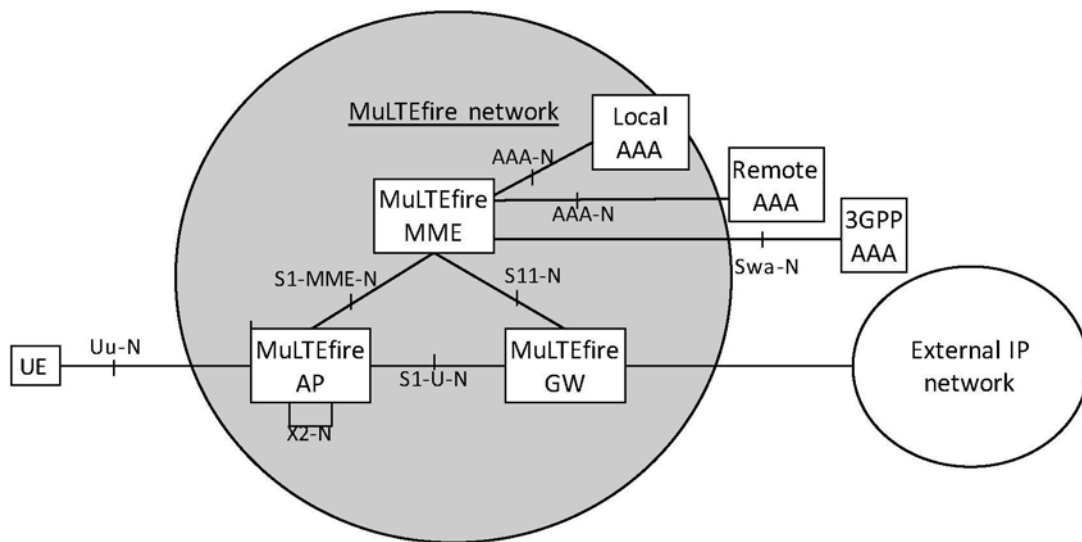 MuLTEfire network
Local
AAA
AAA-N
Remote
AAA
AAA-N
MuLTEfire
MME
3GPP
AAA
Swa-N
S1-MME-N
S11-N
UE
Uu-N
MuLTEfire
AP
X2-N
S1-U-N
MuLTEfire
GW
External IP
network